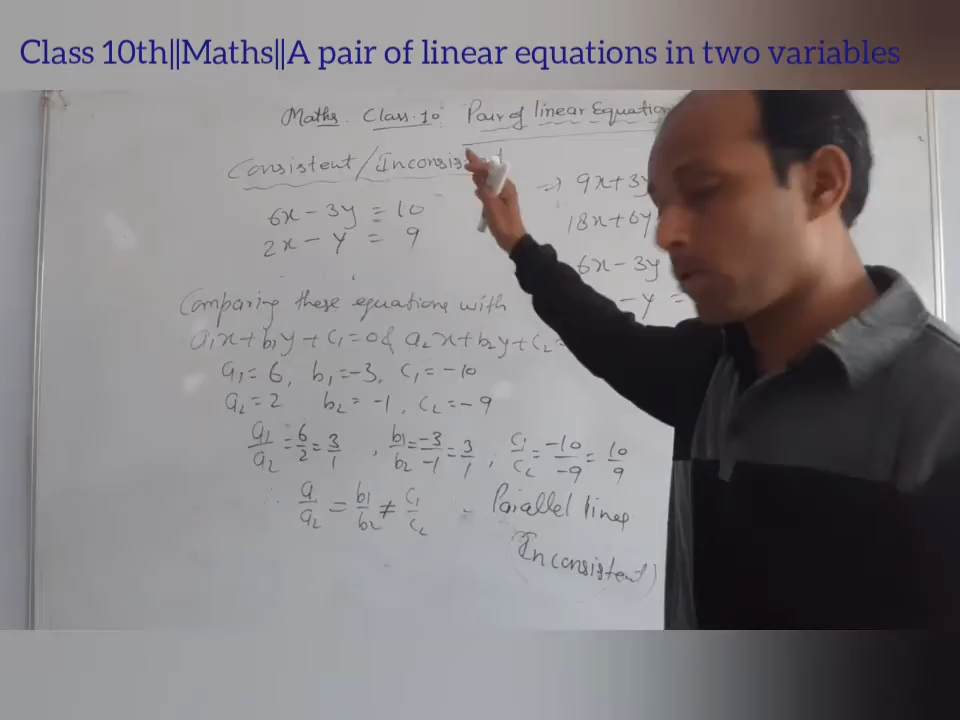 Class 10th||Maths||A pair of linear equations in two variables
Maths. Class.10 Pair of linear Equation
Consistent/Inconsis
6x - 3y = 10
2x - y = 9
=> 9x + 3y
18x + 6y
6x - 3y
- y =
Comparing these equations with
a₁x + b₁y + c₁ = 0 & a₂x + b₂y + c₂ =
a₁ = 6, b₁ = -3, c₁ = -10
a₂ = 2 b₂ = -1, c₂ = -9
a₁/a₂ = 6/2 = 3/1, b₁/b₂ = -3/-1 = 3/1, c₁/c₂ = -10/-9 = 10/9
∴ a/a₂ = b₁/b₂ ≠ c₁/c₂ - Parallel lines
(Inconsistent)